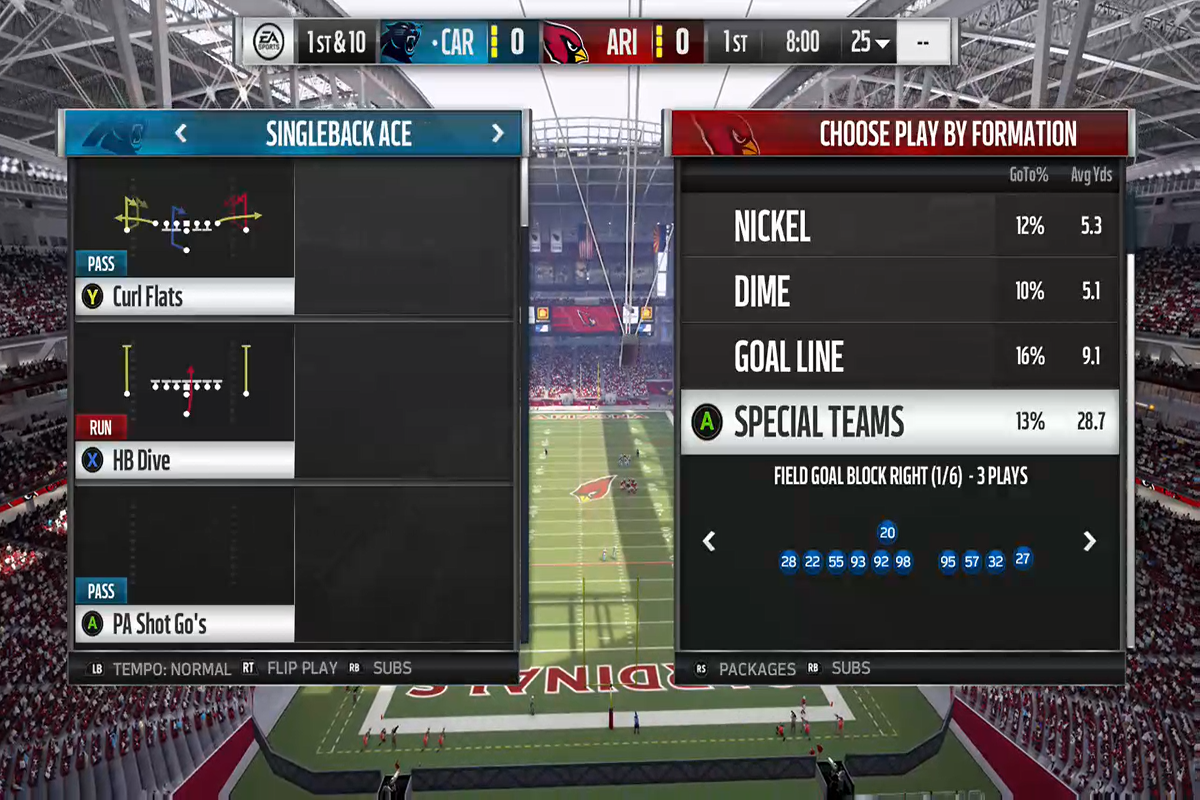 EA SPORTS 1ST & 10 · CAR 0 ARI 0 1ST 8:00 25 --
SINGLEBACK ACE
PASS
Y Curl Flats
RUN
X HB Dive
PASS
A PA Shot Go's
LB TEMPO: NORMAL RT FLIP PLAY RB SUBS
CHOOSE PLAY BY FORMATION
GoTo% Avg Yds
NICKEL 12% 5.3
DIME 10% 5.1
GOAL LINE 16% 9.1
A SPECIAL TEAMS 13% 28.7
FIELD GOAL BLOCK RIGHT (1/6) - 3 PLAYS
20
28 22 55 93 92 98 95 57 32 27
RS PACKAGES RB SUBS
CARDINALS